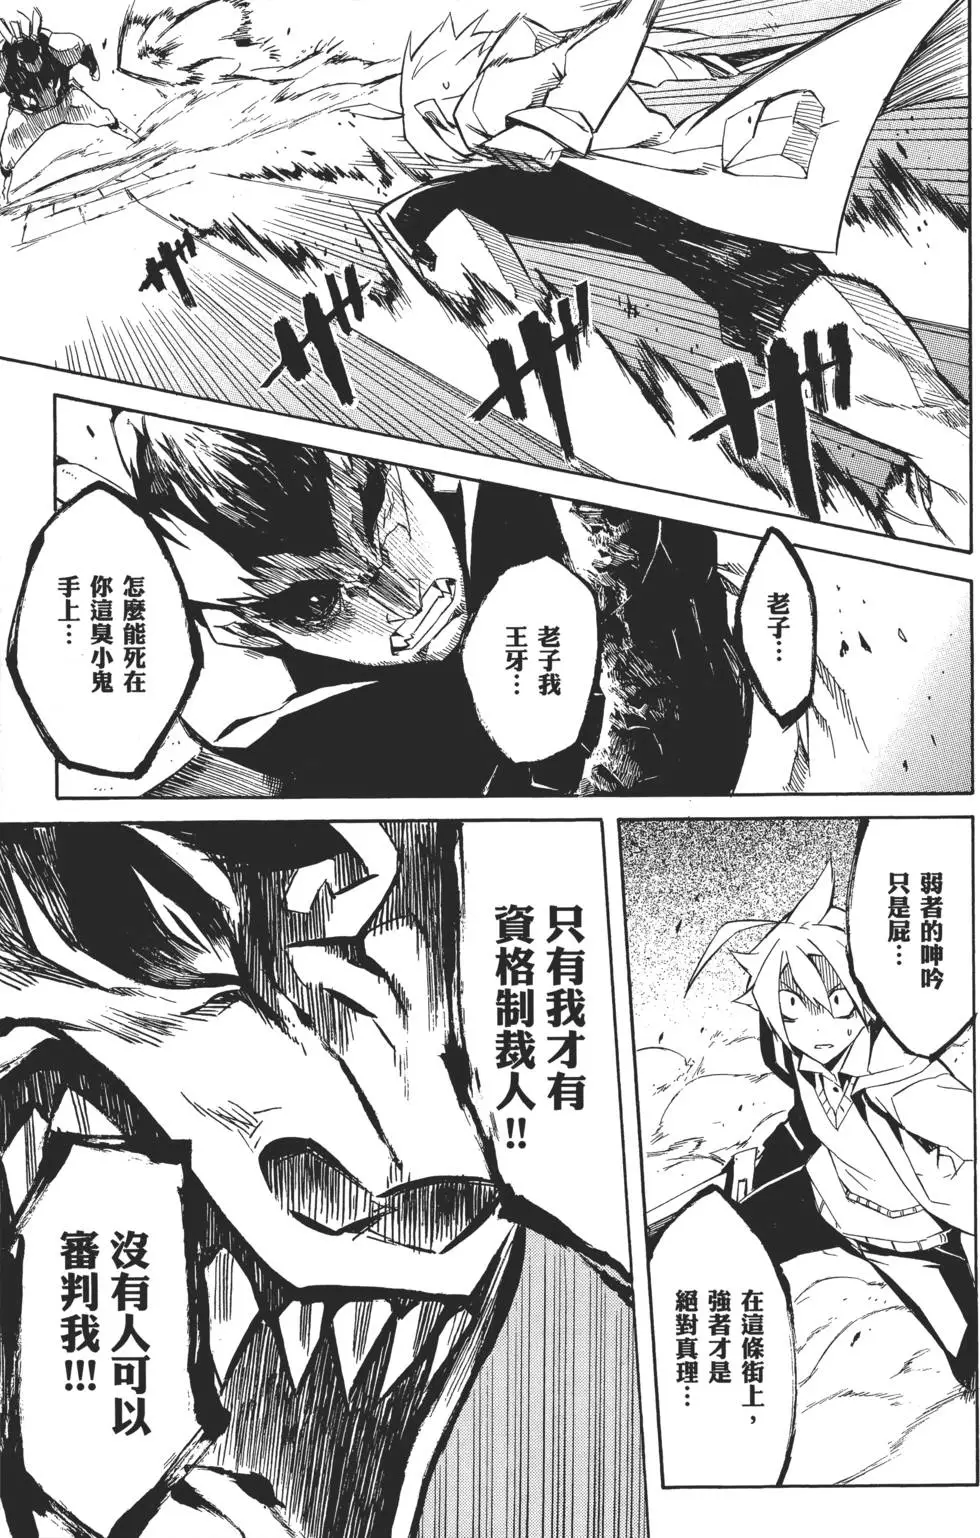 ザザザザ
老子…
老子我
王牙…
怎麼能死在
你這臭小鬼
手上…
弱者的呻吟
只是屁…
在這條街上，
強者才是
絕對真理…
只有我才有
資格制裁人!!
沒有人可以
審判我!!!